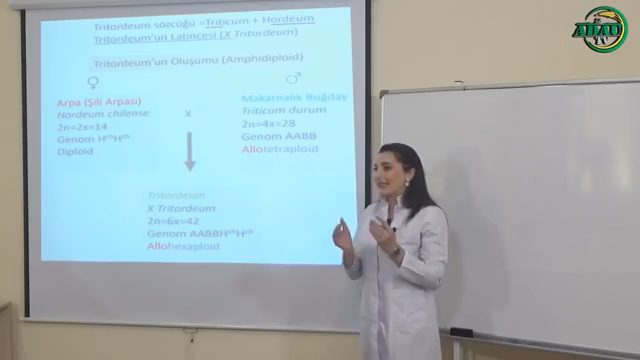 Tritordeum sözcüğü =Triticum + Hordeum
Tritordeum'un Latincesi (X Tritordeum)
Tritordeum'un Oluşumu (Amphidiploid)
♀
♂
Arpa (Şili Arpası)
Hordeum chilense
2n=2x=14
Genom HᶜʰHᶜʰ
Diploid
X
Makarnalık Buğday
Triticum durum
2n=4x=28
Genom AABB
Allotetraploid
Tritordeum
X Tritordeum
2n=6x=42
Genom AABBHᶜʰHᶜʰ
Allohexaploid
ADAU
TV